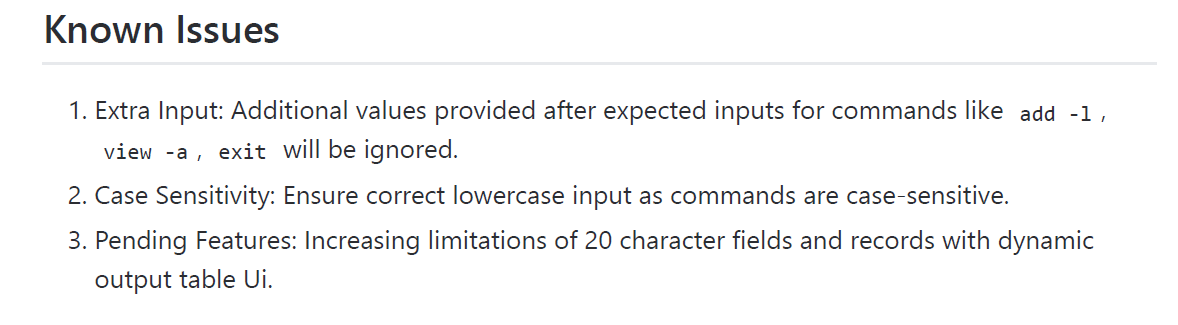 Known Issues
1. Extra Input: Additional values provided after expected inputs for commands like add -l ,
view -a , exit will be ignored.
2. Case Sensitivity: Ensure correct lowercase input as commands are case-sensitive.
3. Pending Features: Increasing limitations of 20 character fields and records with dynamic
output table Ui.